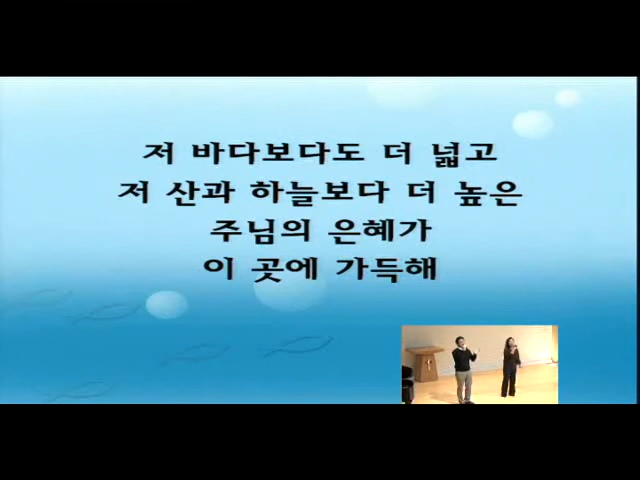 저 바다보다도 더 넓고
저 산과 하늘보다 더 높은
주님의 은혜가
이 곳에 가득해